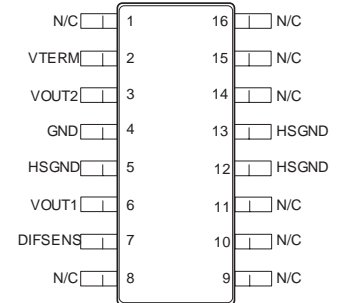 N/C 1 16 N/C
VTERM 2 15 N/C
VOUT2 3 14 N/C
GND 4 13 HSGND
HSGND 5 12 HSGND
VOUT1 6 11 N/C
DIFSENS 7 10 N/C
N/C 8 9 N/C